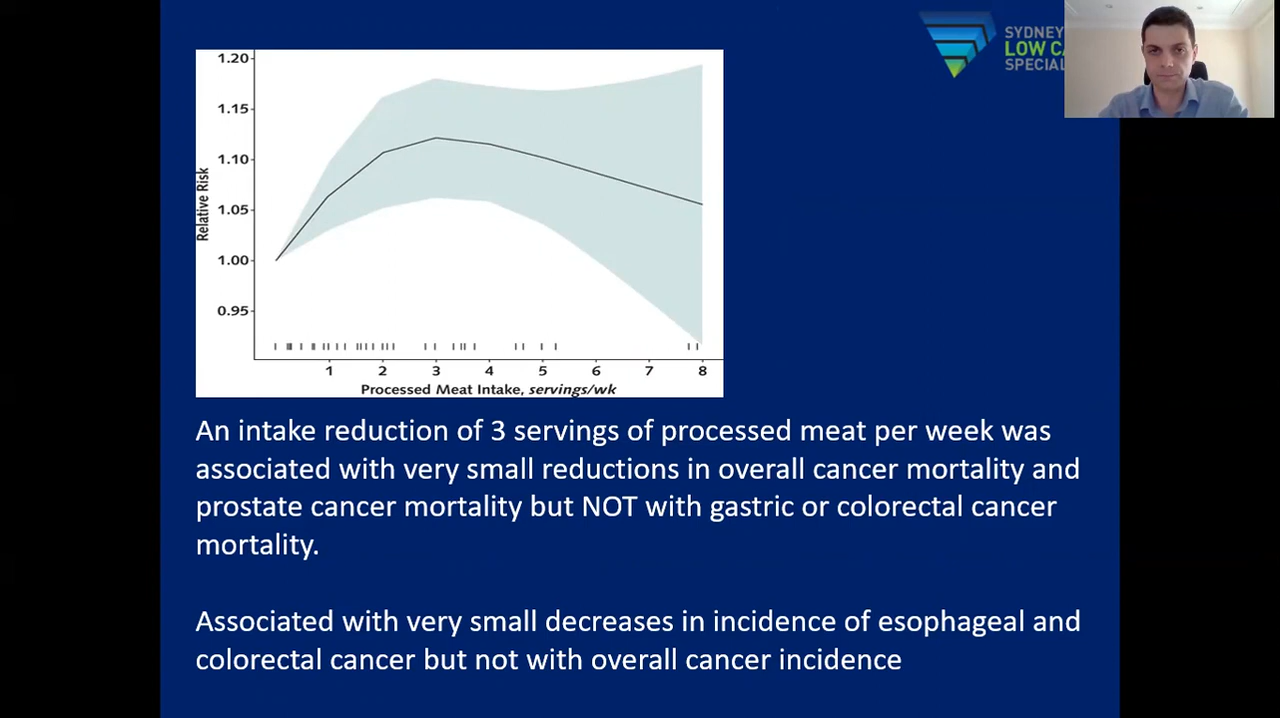 SYDNEY
LOW CA
SPECIAL
1.20
1.15
1.10
1.05
1.00
0.95
Relative Risk
1 2 3 4 5 6 7 8
Processed Meat Intake, servings/wk
An intake reduction of 3 servings of processed meat per week was
associated with very small reductions in overall cancer mortality and
prostate cancer mortality but NOT with gastric or colorectal cancer
mortality.
Associated with very small decreases in incidence of esophageal and
colorectal cancer but not with overall cancer incidence